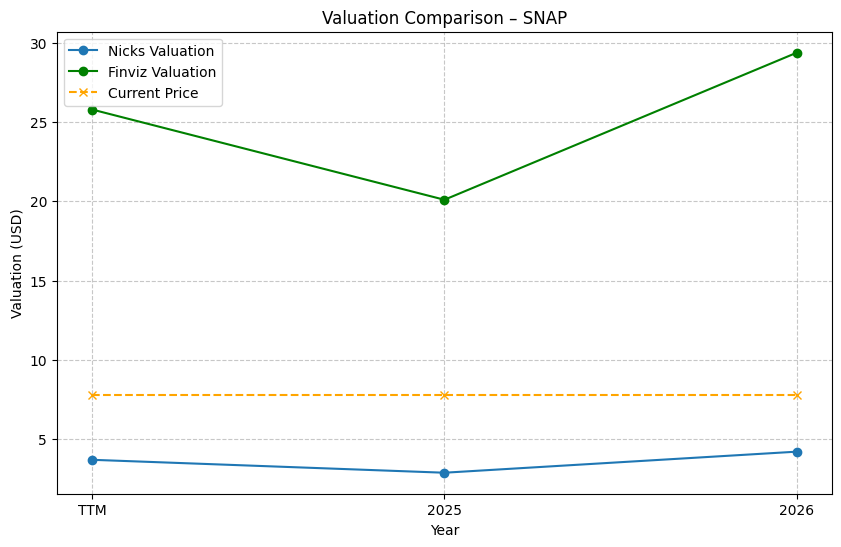 Valuation Comparison – SNAP
Nicks Valuation
Finviz Valuation
Current Price
30
25
20
15
10
5
Valuation (USD)
TTM
2025
2026
Year